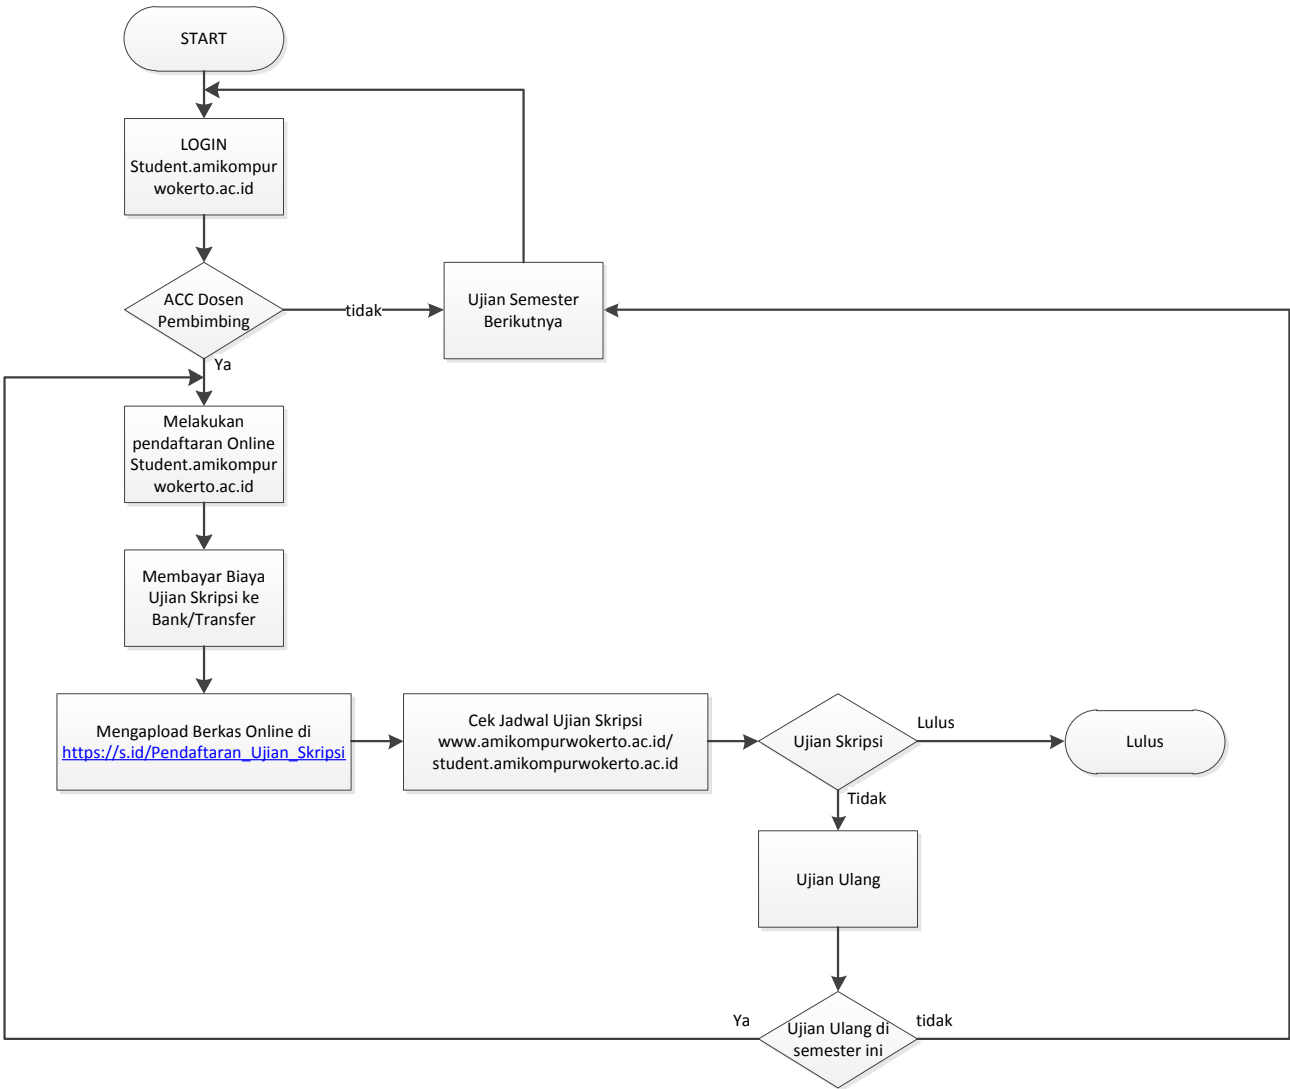 START
LOGIN
Student.amikompur
wokerto.ac.id
ACC Dosen
Pembimbing
tidak
Ujian Semester
Berikutnya
Ya
Melakukan
pendaftaran Online
Student.amikompur
wokerto.ac.id
Membayar Biaya
Ujian Skripsi ke
Bank/Transfer
Mengapload Berkas Online di
https://s.id/Pendaftaran_Ujian_Skripsi
Cek Jadwal Ujian Skripsi
www.amikompurwokerto.ac.id/
student.amikompurwokerto.ac.id
Ujian Skripsi
Lulus
Lulus
Tidak
Ujian Ulang
Ya
Ujian Ulang di
semester ini
tidak